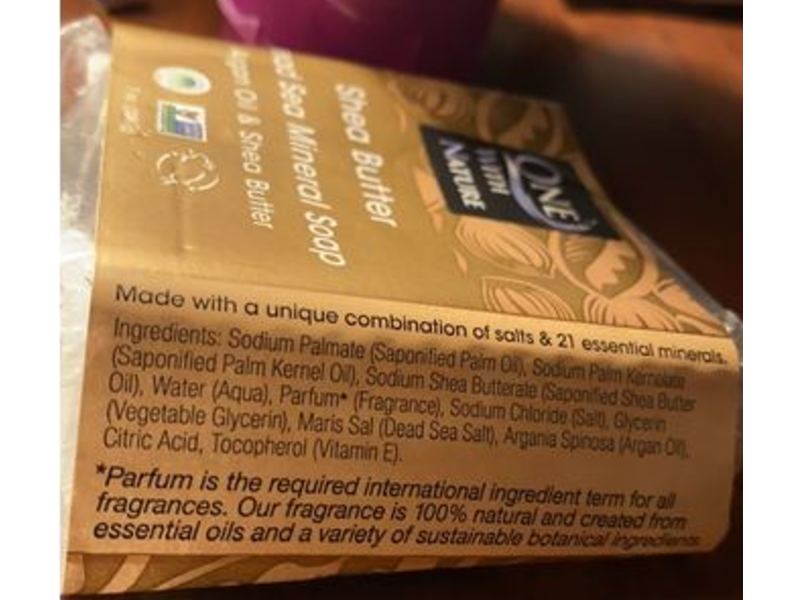 ONE
WITH
NATURE
Shea Butter
Dead Sea Mineral Soap
Argan Oil & Shea Butter
Made with a unique combination of salts & 21 essential minerals.
Ingredients: Sodium Palmate (Saponified Palm Oil), Sodium Palm Kernelate
(Saponified Palm Kernel Oil), Sodium Shea Butterate (Saponified Shea Butter
Oil), Water (Aqua), Parfum* (Fragrance), Sodium Chloride (Salt), Glycerin
(Vegetable Glycerin), Maris Sal (Dead Sea Salt), Argania Spinosa (Argan Oil),
Citric Acid, Tocopherol (Vitamin E).
*Parfum is the required international ingredient term for all
fragrances. Our fragrance is 100% natural and created from
essential oils and a variety of sustainable botanical ingredients.